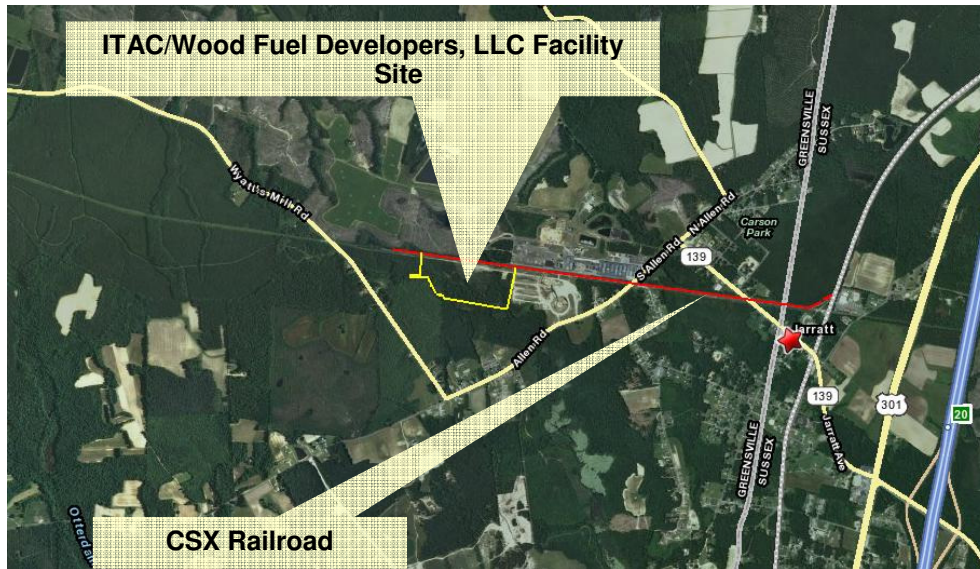 ITAC/Wood Fuel Developers, LLC Facility
Site
Wyatts Mill Rd
N Allen Rd
S Allen Rd
Allen Rd
139
Carson
Park
GREENSVILLE
SUSSEX
Jarratt
139
Jarratt Ave
301
20
GREENSVILLE
SUSSEX
CSX Railroad